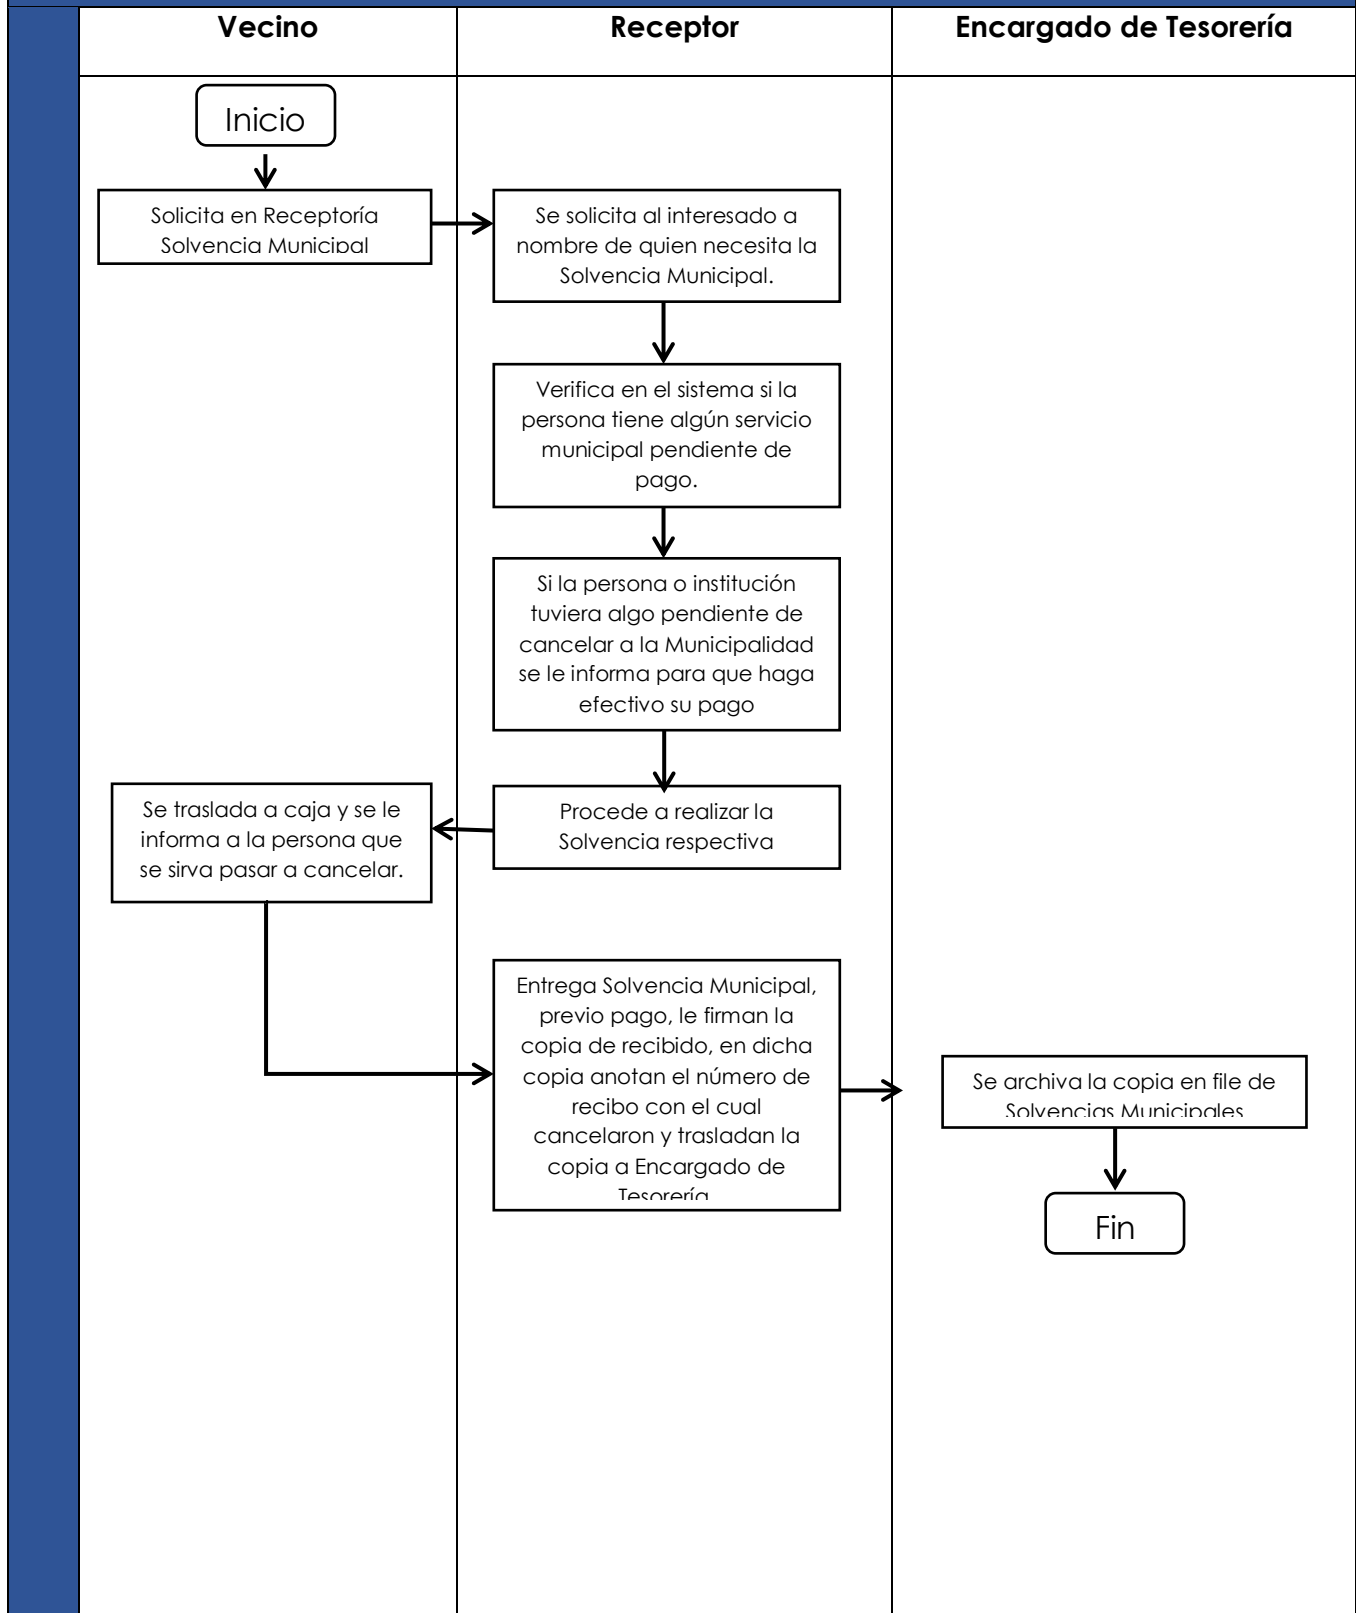 Vecino
Receptor
Encargado de Tesorería
Inicio
Solicita en Receptoría
Solvencia Municipal
Se solicita al interesado a
nombre de quien necesita la
Solvencia Municipal.
Verifica en el sistema si la
persona tiene algún servicio
municipal pendiente de
pago.
Si la persona o institución
tuviera algo pendiente de
cancelar a la Municipalidad
se le informa para que haga
efectivo su pago
Procede a realizar la
Solvencia respectiva
Se traslada a caja y se le
informa a la persona que
se sirva pasar a cancelar.
Entrega Solvencia Municipal,
previo pago, le firman la
copia de recibido, en dicha
copia anotan el número de
recibo con el cual
cancelaron y trasladan la
copia a Encargado de
Tesorería
Se archiva la copia en file de
Solvencias Municipales
Fin